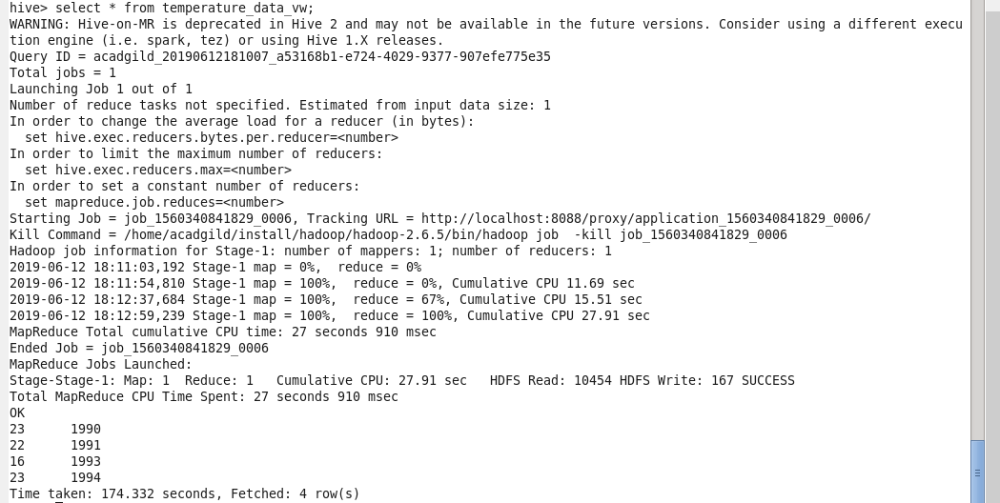 hive> select * from temperature_data_vw;
WARNING: Hive-on-MR is deprecated in Hive 2 and may not be available in the future versions. Consider using a different execu
tion engine (i.e. spark, tez) or using Hive 1.X releases.
Query ID = acadgild_20190612181007_a53168b1-e724-4029-9377-907efe775e35
Total jobs = 1
Launching Job 1 out of 1
Number of reduce tasks not specified. Estimated from input data size: 1
In order to change the average load for a reducer (in bytes):
  set hive.exec.reducers.bytes.per.reducer=<number>
In order to limit the maximum number of reducers:
  set hive.exec.reducers.max=<number>
In order to set a constant number of reducers:
  set mapreduce.job.reduces=<number>
Starting Job = job_1560340841829_0006, Tracking URL = http://localhost:8088/proxy/application_1560340841829_0006/
Kill Command = /home/acadgild/install/hadoop/hadoop-2.6.5/bin/hadoop job  -kill job_1560340841829_0006
Hadoop job information for Stage-1: number of mappers: 1; number of reducers: 1
2019-06-12 18:11:03,192 Stage-1 map = 0%,  reduce = 0%
2019-06-12 18:11:54,810 Stage-1 map = 100%,  reduce = 0%, Cumulative CPU 11.69 sec
2019-06-12 18:12:37,684 Stage-1 map = 100%,  reduce = 67%, Cumulative CPU 15.51 sec
2019-06-12 18:12:59,239 Stage-1 map = 100%,  reduce = 100%, Cumulative CPU 27.91 sec
MapReduce Total cumulative CPU time: 27 seconds 910 msec
Ended Job = job_1560340841829_0006
MapReduce Jobs Launched:
Stage-Stage-1: Map: 1  Reduce: 1   Cumulative CPU: 27.91 sec   HDFS Read: 10454 HDFS Write: 167 SUCCESS
Total MapReduce CPU Time Spent: 27 seconds 910 msec
OK
23      1990
22      1991
16      1993
23      1994
Time taken: 174.332 seconds, Fetched: 4 row(s)